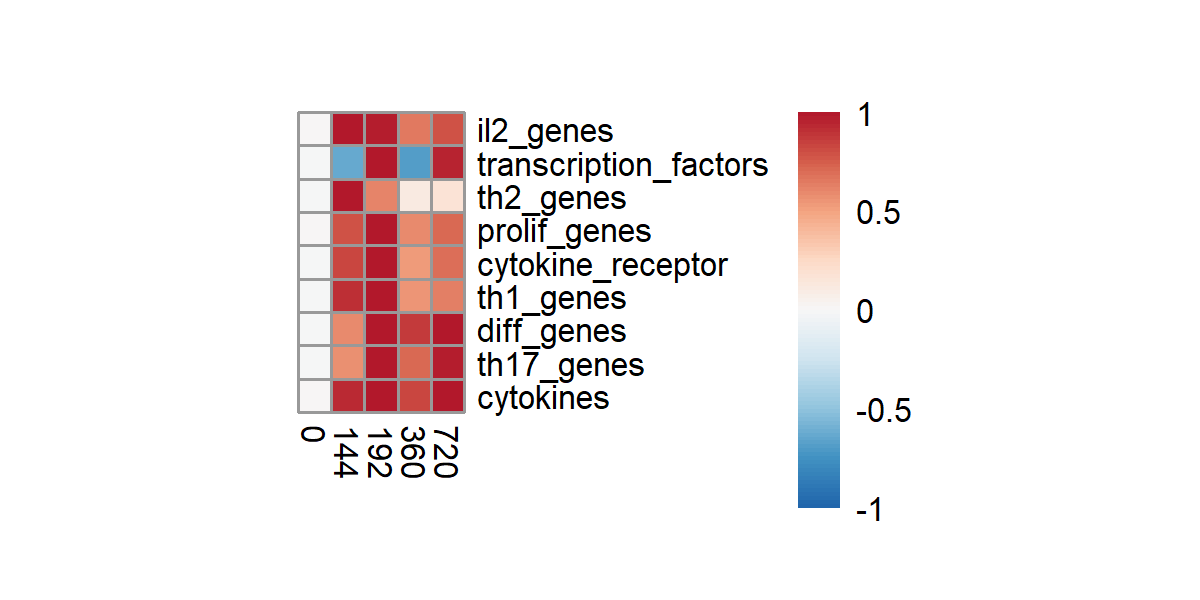 il2_genes
transcription_factors
th2_genes
prolif_genes
cytokine_receptor
th1_genes
diff_genes
th17_genes
cytokines
0
144
192
360
720
1
0.5
0
-0.5
-1